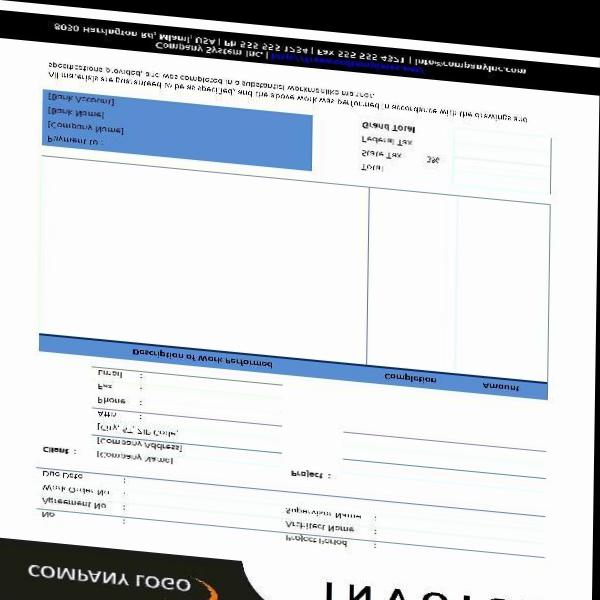 COMPANY LOGO
No :
Agreement No :
Work Order No :
Due Date :
Project Period :
Architect Name :
Supervisor Name :
Client :
[Company Name]
[Company Address]
[City, ST, ZIP Code]
Attn :
Phone :
Fax :
Email :
Project :
Description of Work Performed
Completion
Amount
Payment to :
[Company Name]
[Bank Name]
[Bank Account]
Total
State Tax 3%
Federal Tax
Grand Total
All materials are guaranteed to be as specified, and the above work was performed in accordance with the drawings and
specifications provided, and was completed in a substantial workmanlike manner.
Company System Inc. |
8050 Harrington Rd, Miami, USA | Ph 555 555 1234 | Fax 555 555 4321 | info@companyinc.com